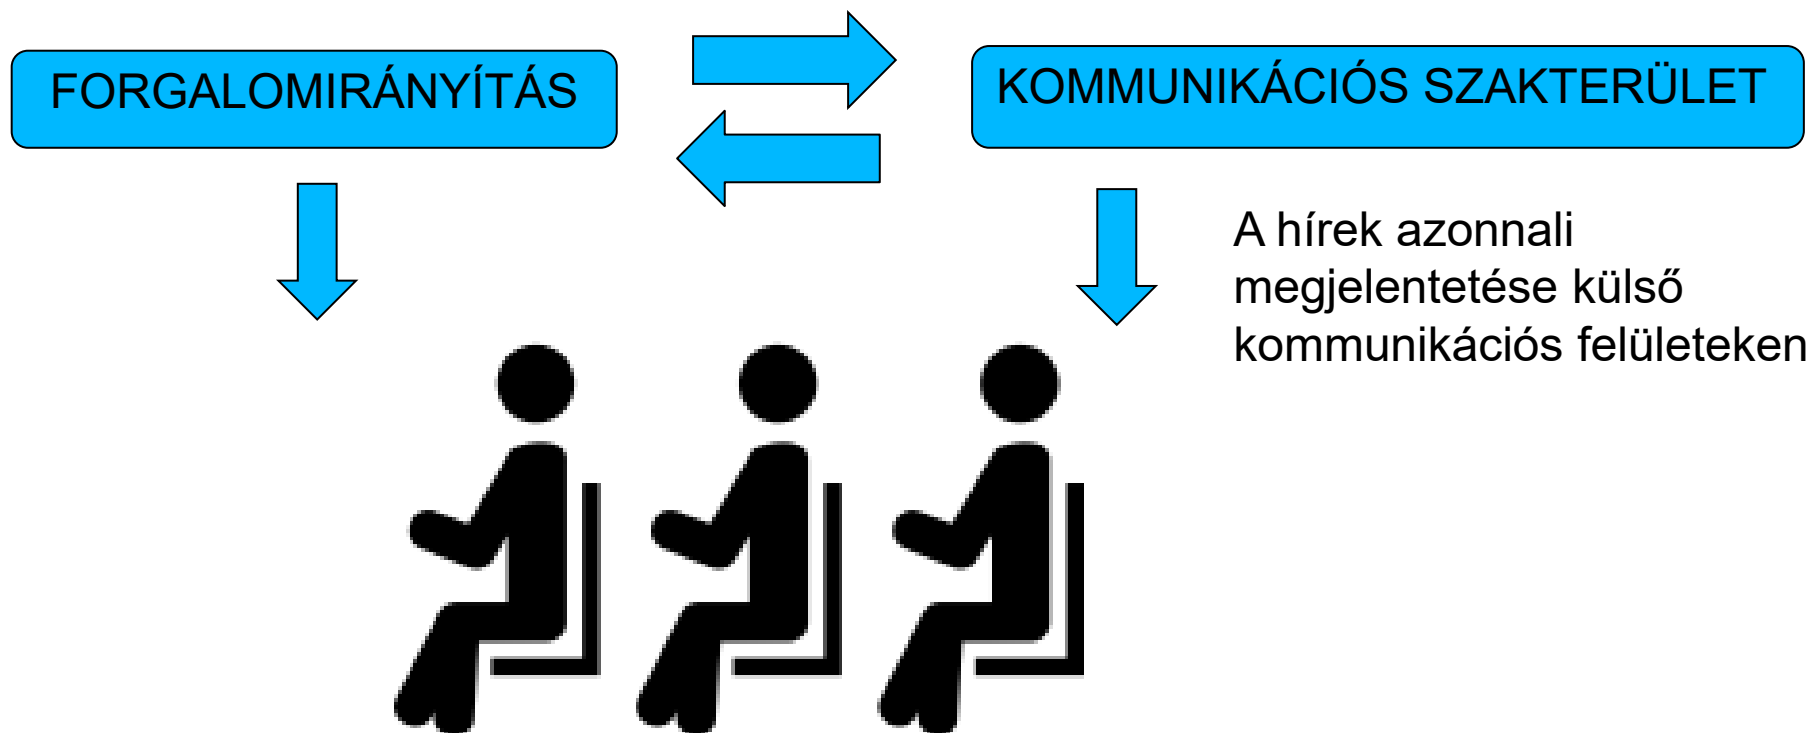 FORGALOMIRÁNYÍTÁS
KOMMUNIKÁCIÓS SZAKTERÜLET
A hírek azonnali
megjelentetése külső
kommunikációs felületeken